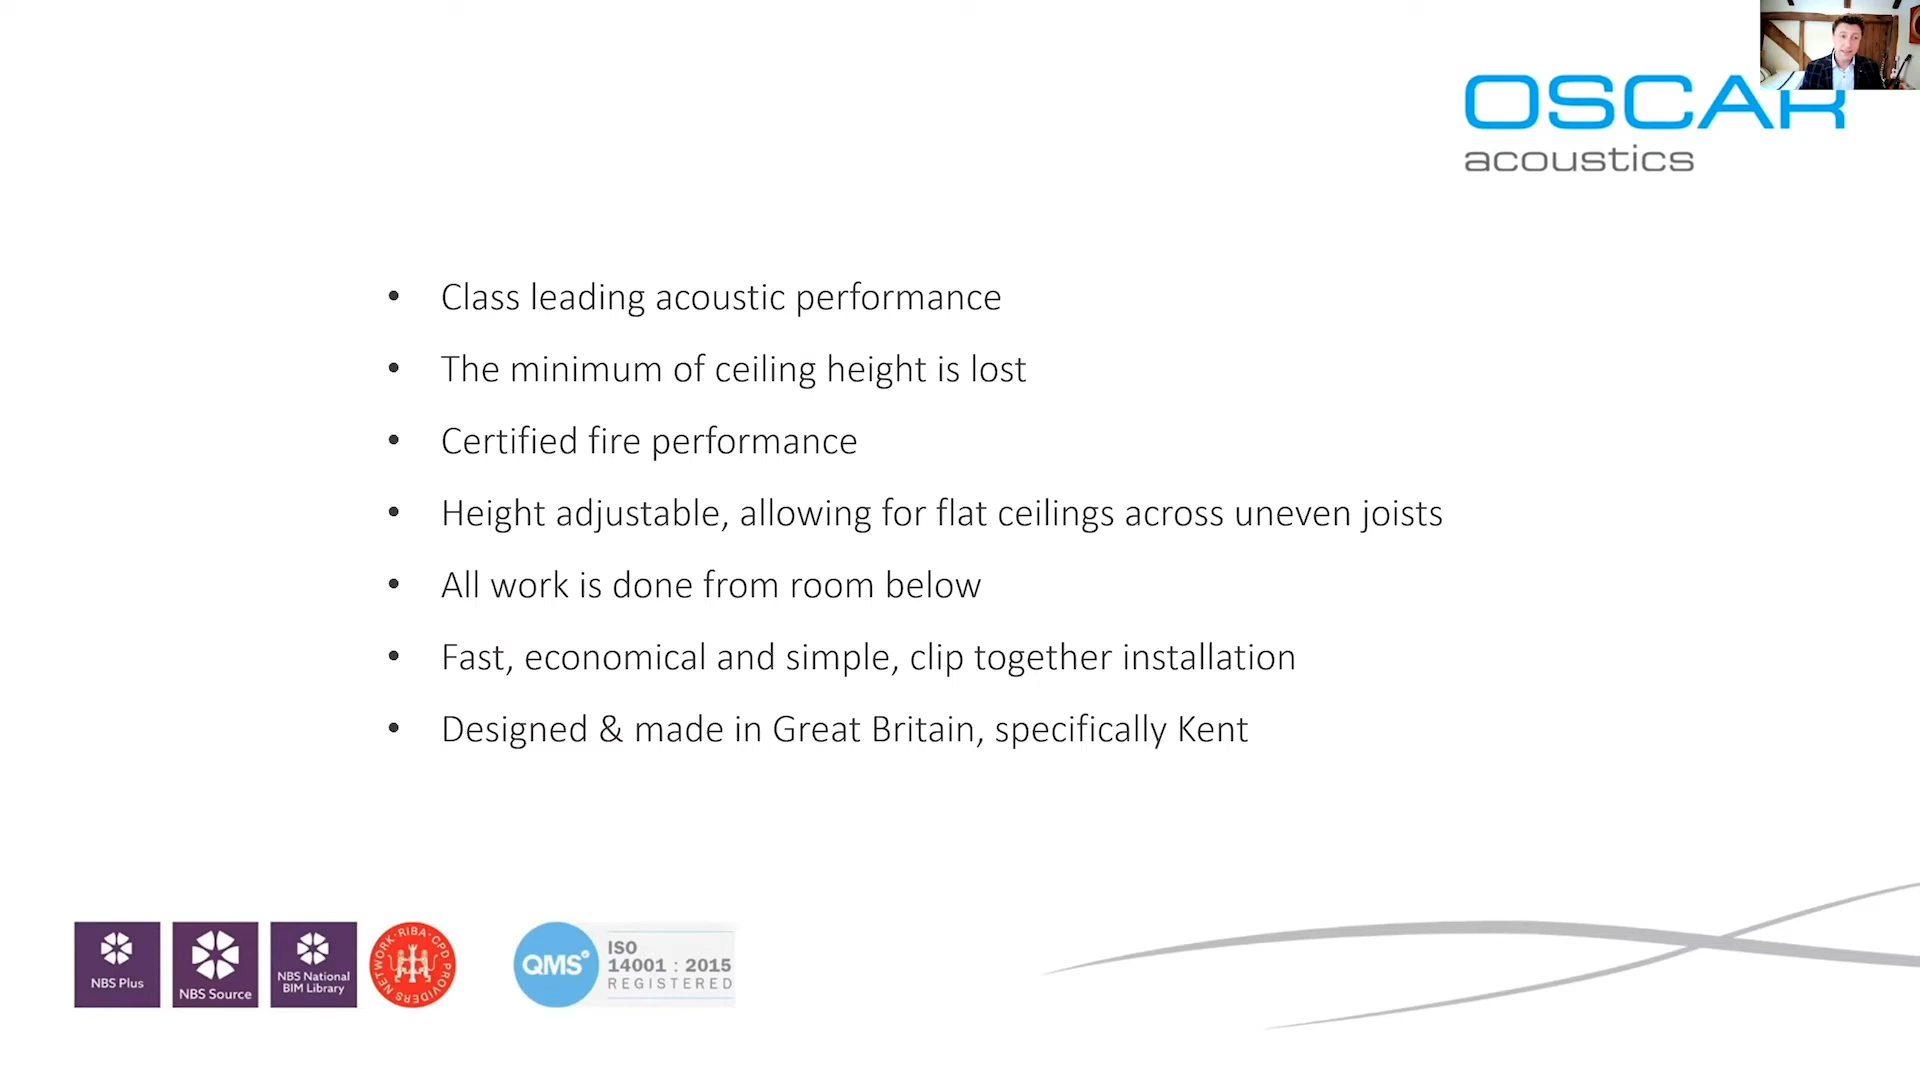 OSCAR
acoustics
• Class leading acoustic performance
• The minimum of ceiling height is lost
• Certified fire performance
• Height adjustable, allowing for flat ceilings across uneven joists
• All work is done from room below
• Fast, economical and simple, clip together installation
• Designed & made in Great Britain, specifically Kent
NBS Plus
NBS Source
NBS National
BIM Library
RIBA · CPD PROVIDERS NETWORK
QMS
ISO
14001 : 2015
REGISTERED